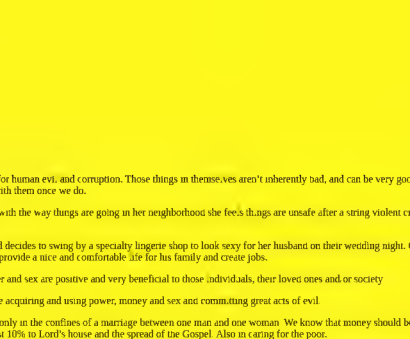 for human evil and corruption. Those things in themselves aren't inherently bad, and can be very
with them once we do.
with the way things are going in her neighborhood she feels things are unsafe after a string violent
decides to swing by a specialty lingerie shop to look sexy for her husband on their wedding night.
provide a nice and comfortable life for his family and create jobs.
and sex are positive and very beneficial to those individuals, their loved ones and or society
acquiring and using power, money and sex and committing great acts of evil
only in the confines of a marriage between one man and one woman We know that money should
10% to Lord's house and the spread of the Gospel Also in caring for the poor.